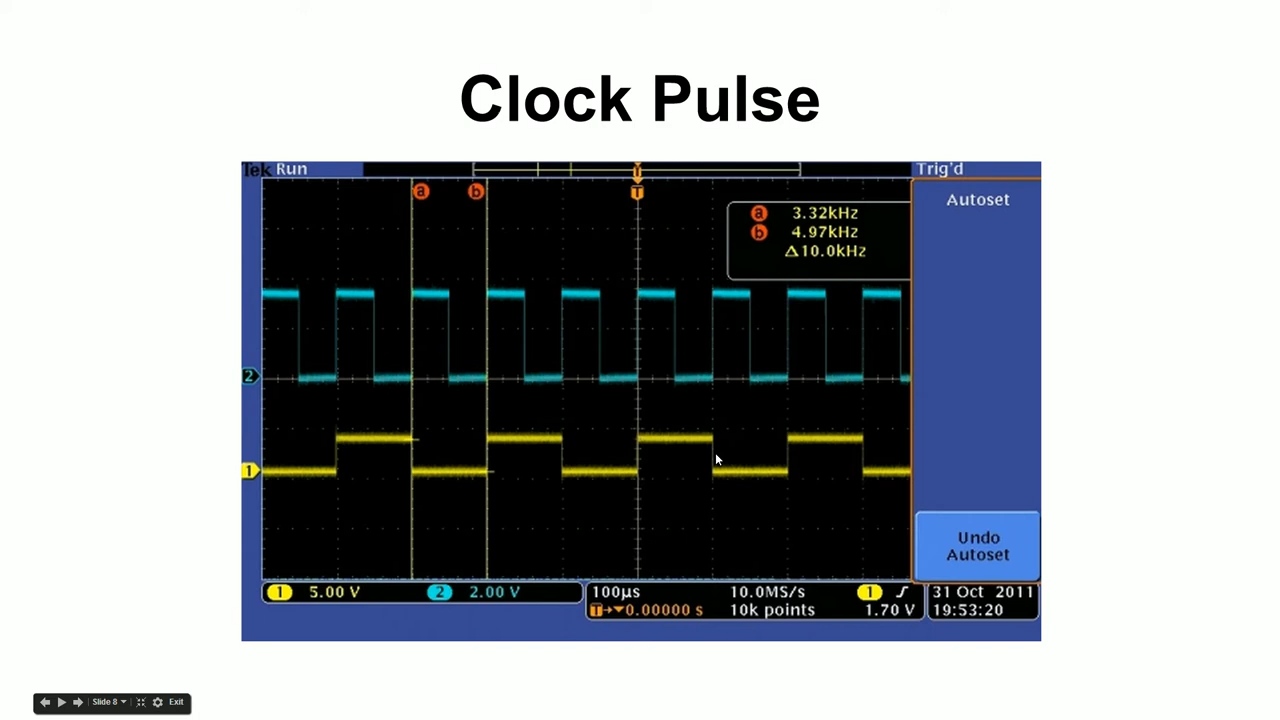 Clock Pulse
Tek Run
Trig'd
a
b
T
T
Autoset
a 3.32kHz
b 4.97kHz
Δ10.0kHz
2
1
Undo
Autoset
1 5.00 V 2 2.00 V
100µs 10.0MS/s 1
T→▼0.00000 s 10k points 1.70 V
31 Oct 2011
19:53:20
Slide 8 Exit